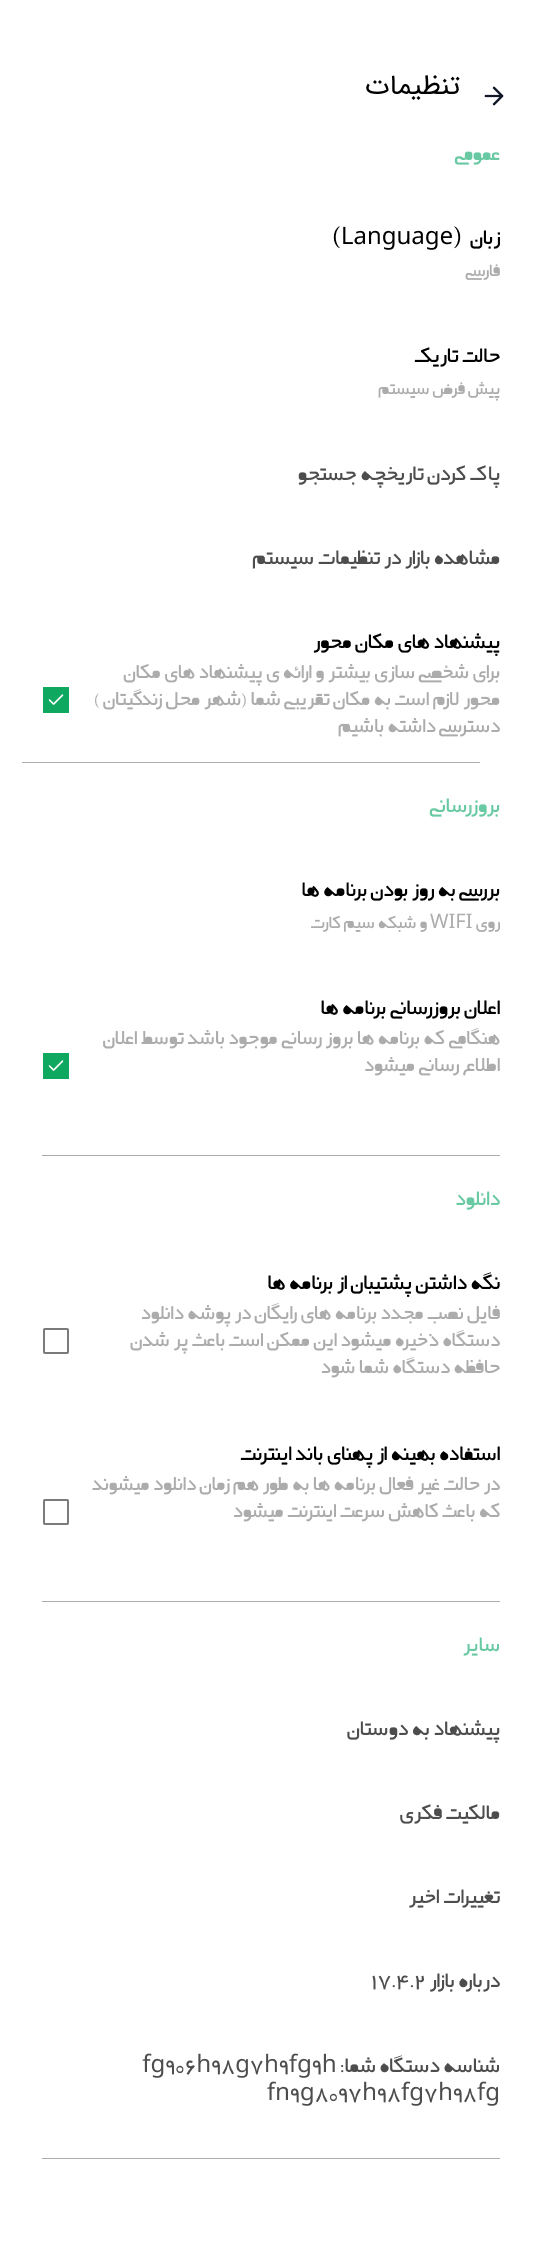 تنظیمات
عمومی
زبان (Language)
فارسی
حالت تاریک
پیش فرض سیستم
پاک کردن تاریخچه جستجو
مشاهده بازار در تنظیمات سیستم
پیشنهاد های مکان محور
برای شخصی سازی بیشتر و ارائه ی پیشنهاد های مکان
محور لازم است به مکان تقریبی شما (شهر محل زندگیتان )
دسترسی داشته باشیم
بروزرسانی
بررسی به روز بودن برنامه ها
روی WIFI و شبکه سیم کارت
اعلان بروزرسانی برنامه ها
هنگامی که برنامه ها بروز رسانی موجود باشد توسط اعلان
اطلاع رسانی میشود
دانلود
نگه داشتن پشتیبان از برنامه ها
فایل نصب مجدد برنامه های رایگان در پوشه دانلود
دستگاه ذخیره میشود این ممکن است باعث پر شدن
حافظه دستگاه شما شود
استفاده بهینه از پهنای باند اینترنت
در حالت غیر فعال برنامه ها به طور هم زمان دانلود میشوند
که باعث کاهش سرعت اینترنت میشود
سایر
پیشنهاد به دوستان
مالکیت فکری
تغییرات اخیر
درباره بازار ۱۷.۴.۲
شناسه دستگاه شما: fg۹۰۶h۹۸g۷h۹fg۹h
fn۹g۸۰۹۷h۹۸fg۷h۹۸fg